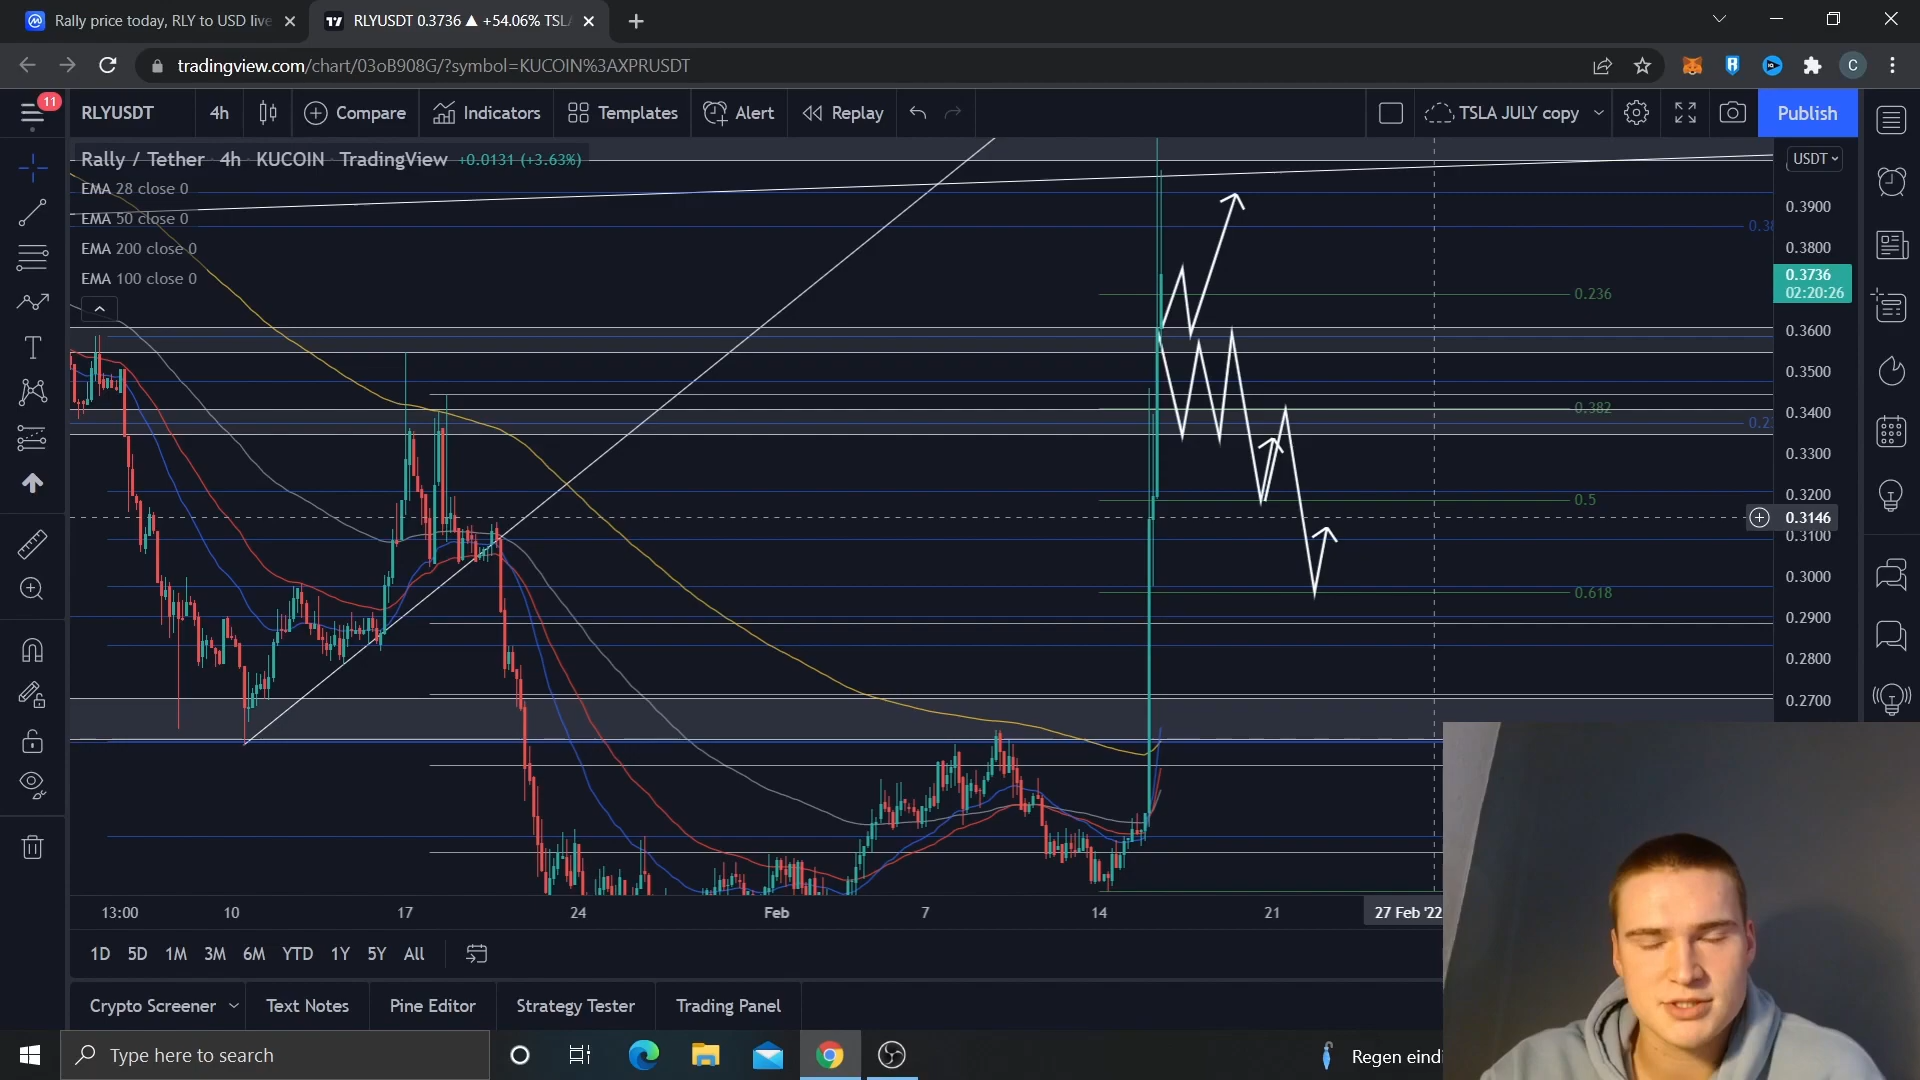 Rally price today, RLY to USD live
RLYUSDT 0.3736 ▲ +54.06% TSLA
tradingview.com/chart/03oB908G/?symbol=KUCOIN%3AXPRUSDT
C
11
RLYUSDT
4h
Compare
Indicators
Templates
Alert
Replay
TSLA JULY copy
Publish
Rally / Tether 4h KUCOIN TradingView +0.0131 (+3.63%)
USDT
EMA 28 close 0
EMA 50 close 0
EMA 200 close 0
EMA 100 close 0
0.3900
0.3800
0.3736
02:20:26
0.3600
0.3500
0.3400
0.3300
0.3200
0.3146
0.3100
0.3000
0.2900
0.2800
0.2700
0.236
0.382
0.5
0.618
13:00
10
17
24
Feb
7
14
21
27 Feb '22
1D 5D 1M 3M 6M YTD 1Y 5Y All
Crypto Screener
Text Notes
Pine Editor
Strategy Tester
Trading Panel
Type here to search
Regen eindi